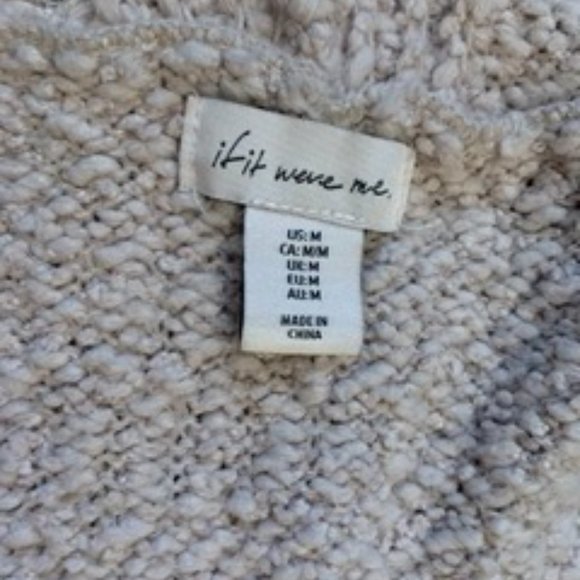 if it were me.
US: M
CA: M/M
UK: M
EU: M
AU: M
MADE IN
CHINA